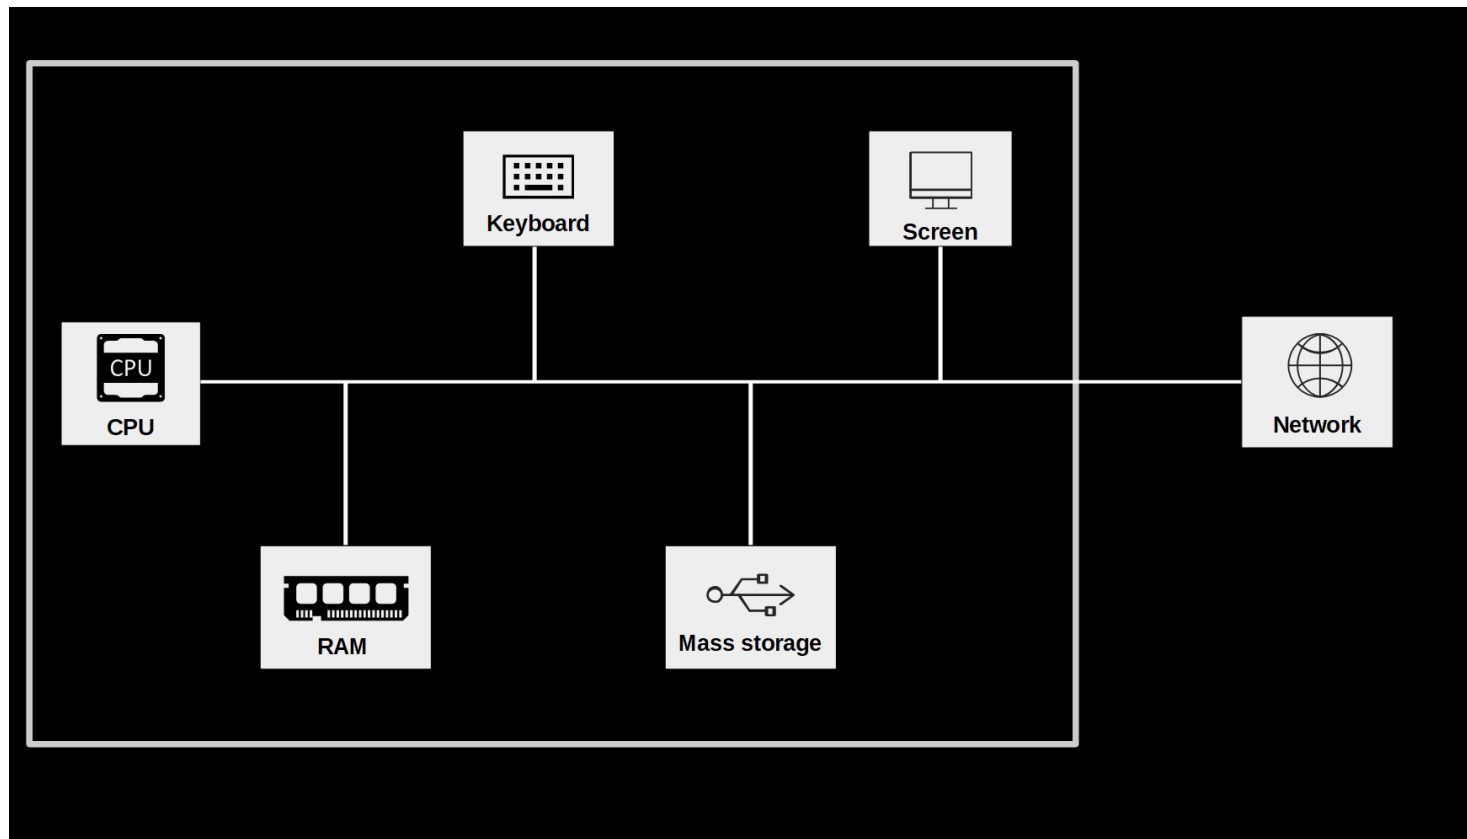 Keyboard
Screen
CPU
CPU
Network
RAM
Mass storage